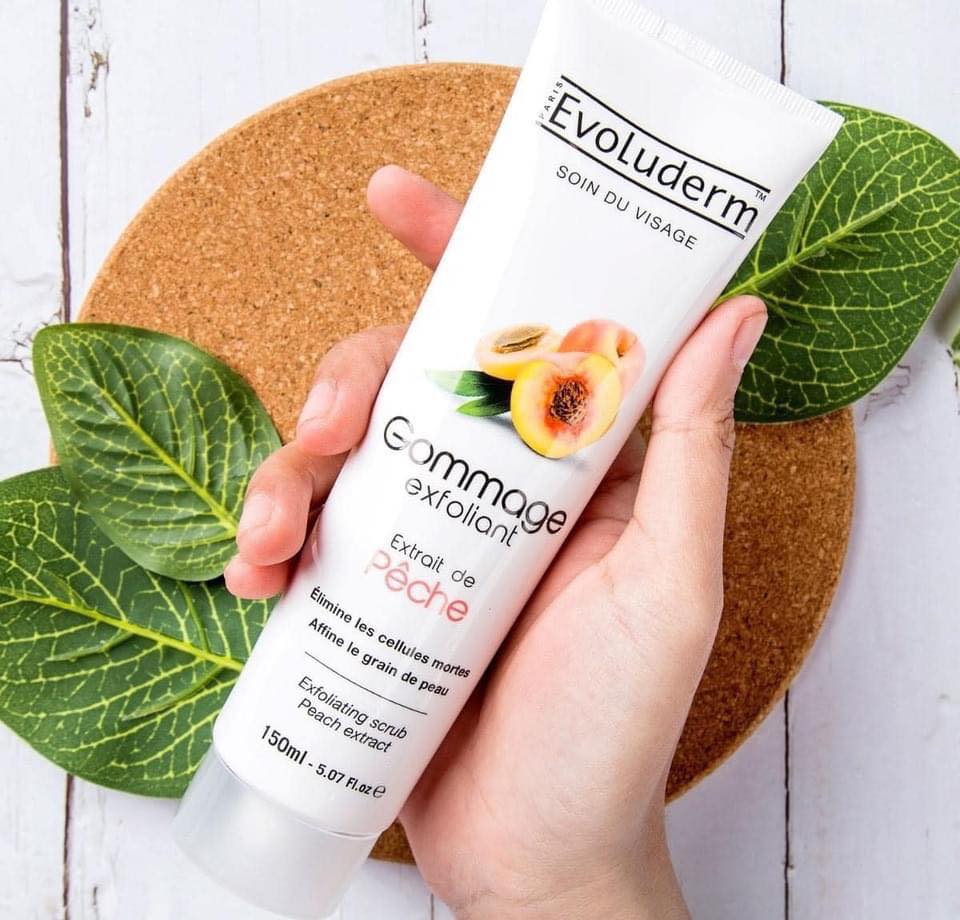 PARIS
Evoluderm™
SOIN DU VISAGE
Gommage
exfoliant
Extrait de
Pêche
Élimine les cellules mortes
Affine le grain de peau
Exfoliating scrub
Peach extract
150ml - 5.07 Fl.oz ℮